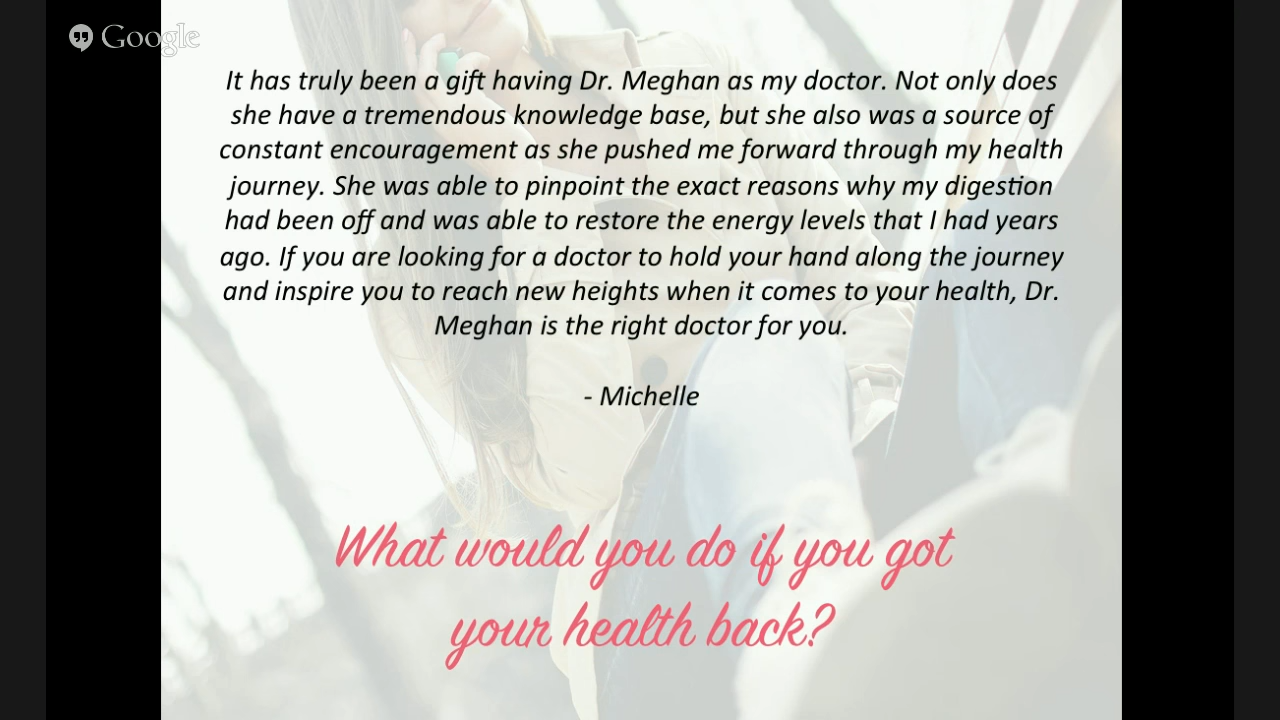 Google
It has truly been a gift having Dr. Meghan as my doctor. Not only does
she have a tremendous knowledge base, but she also was a source of
constant encouragement as she pushed me forward through my health
journey. She was able to pinpoint the exact reasons why my digestion
had been off and was able to restore the energy levels that I had years
ago. If you are looking for a doctor to hold your hand along the journey
and inspire you to reach new heights when it comes to your health, Dr.
Meghan is the right doctor for you.
- Michelle
What would you do if you got
your health back?